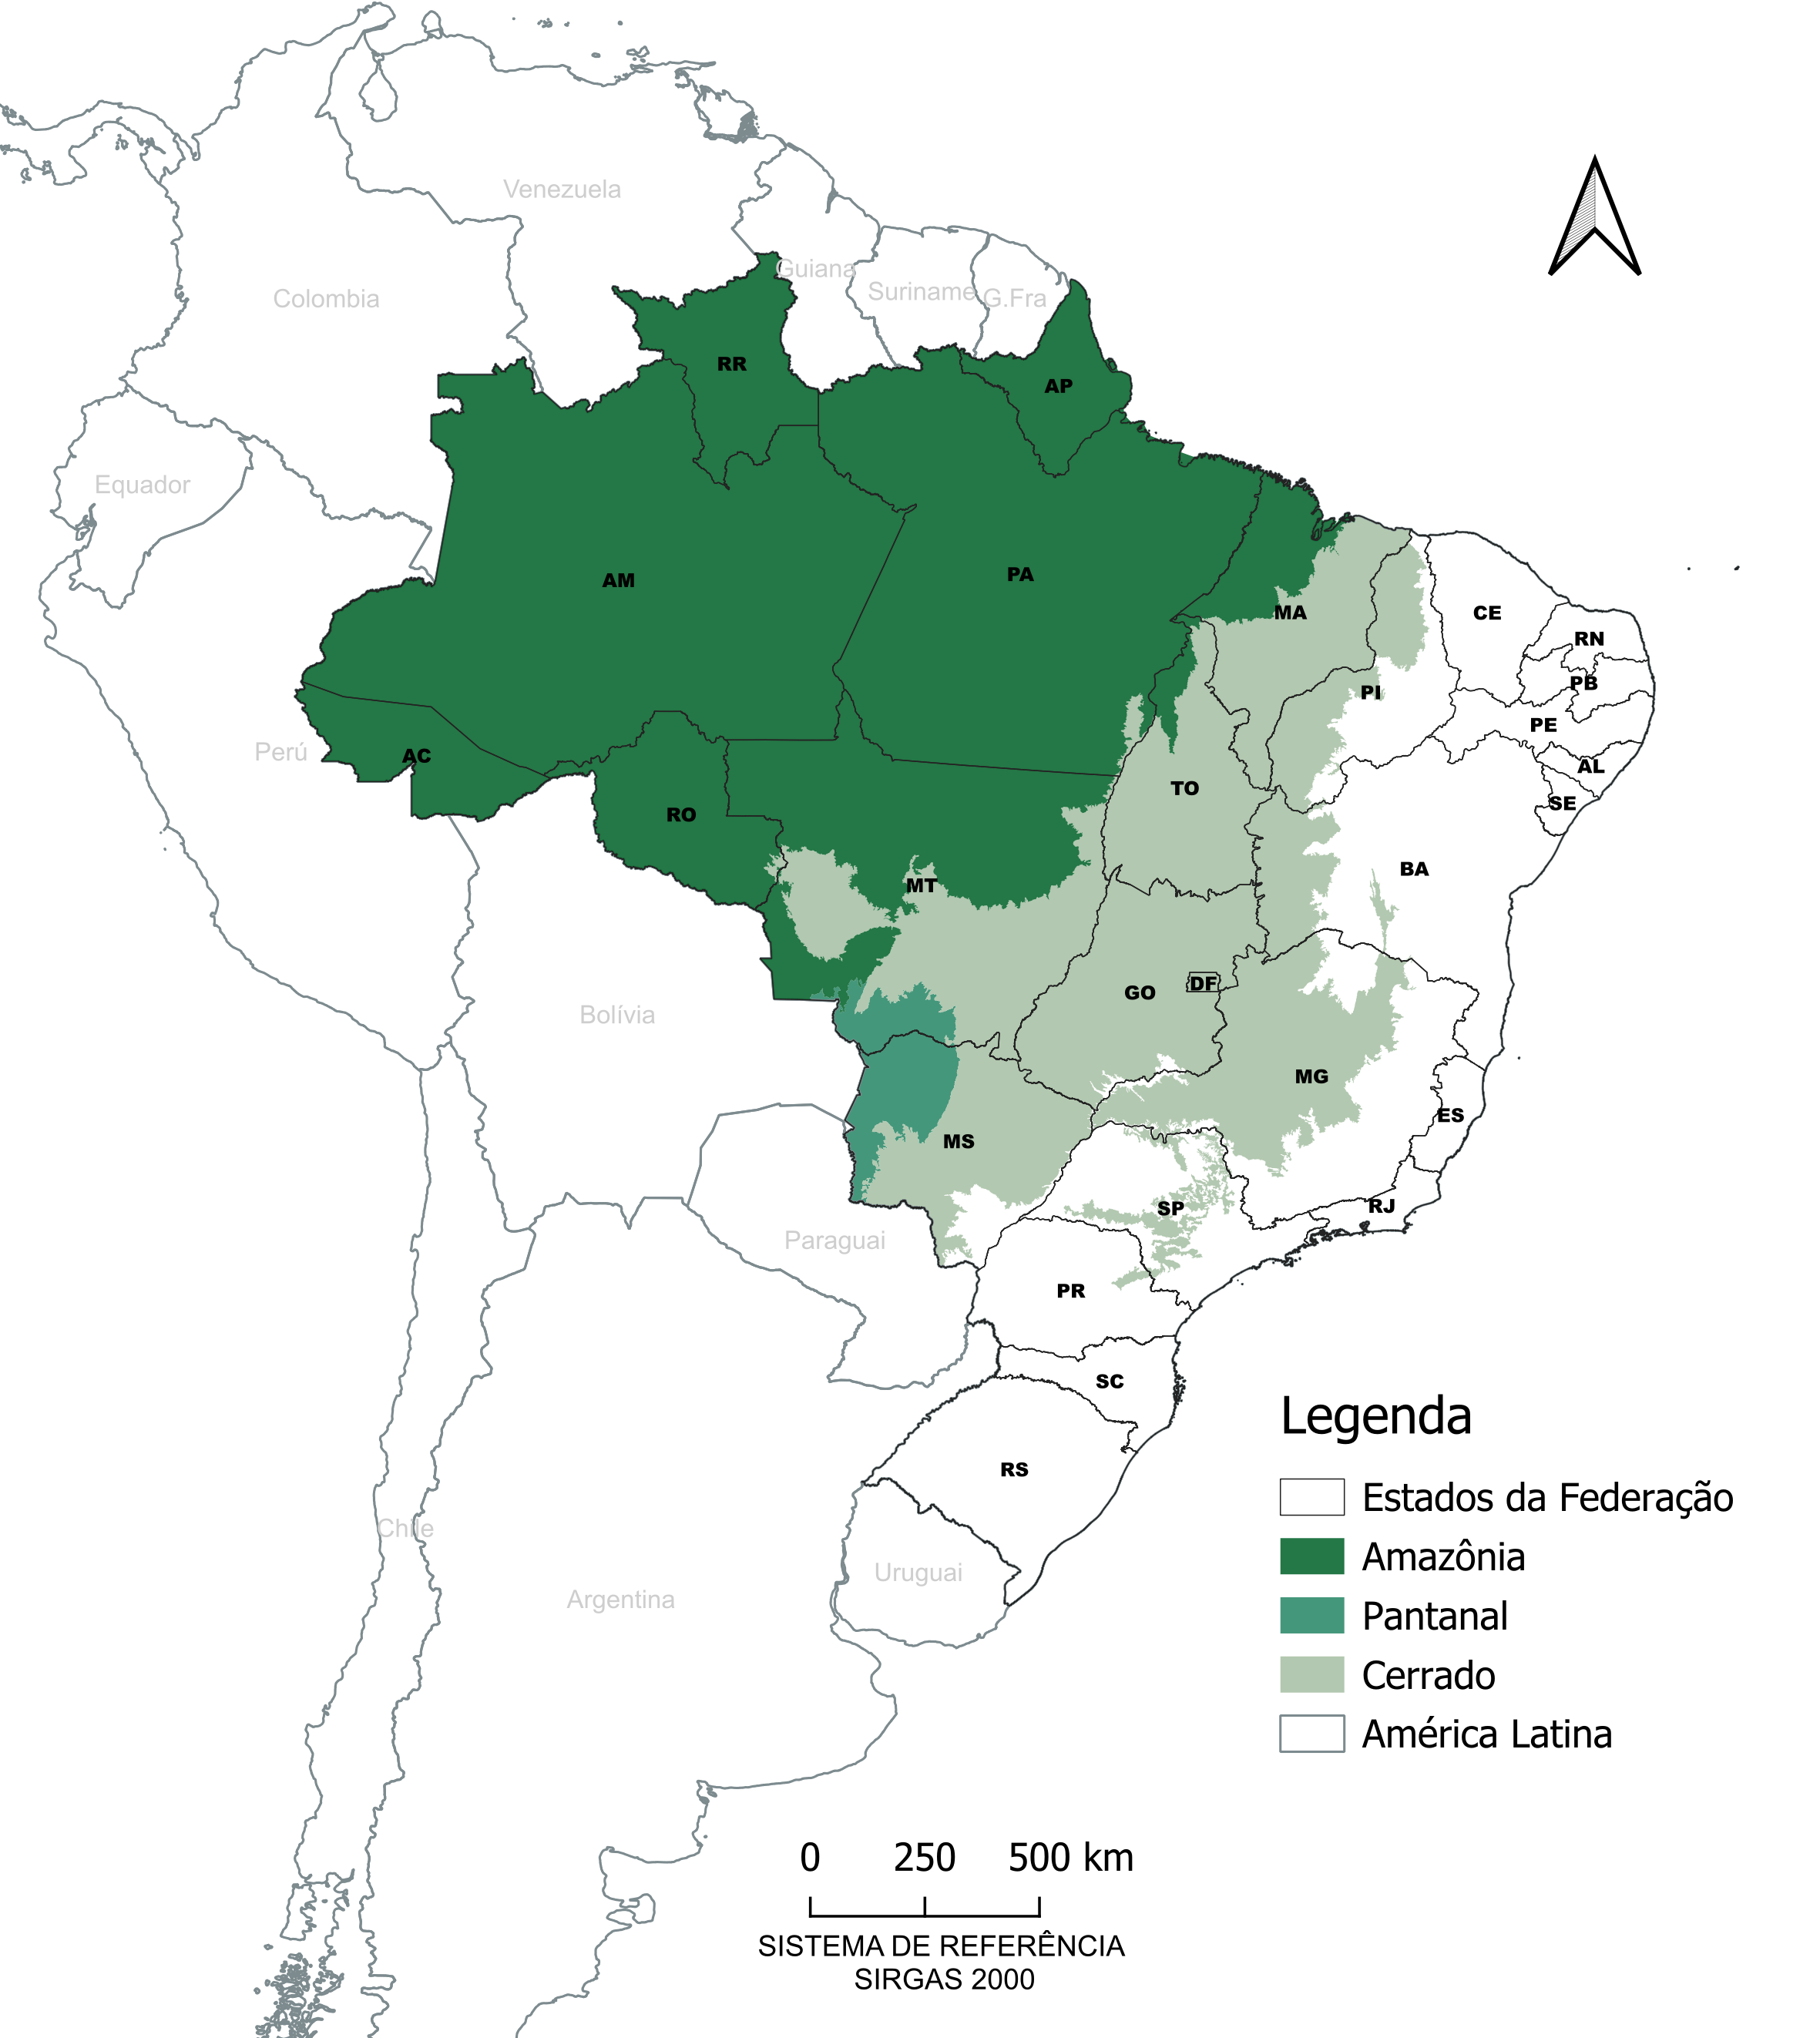 Venezuela
Guiana
Colombia
Suriname
G.Fra
RR
AP
Equador
AM
PA
MA
CE
RN
PB
PI
PE
Perú
AC
AL
TO
SE
RO
BA
MT
DF
GO
Bolívia
MG
ES
MS
SP
RJ
Paraguai
PR
SC
Legenda
RS
Estados da Federação
Chile
Amazônia
Uruguai
Argentina
Pantanal
Cerrado
América Latina
0 250 500 km
SISTEMA DE REFERÊNCIA
SIRGAS 2000